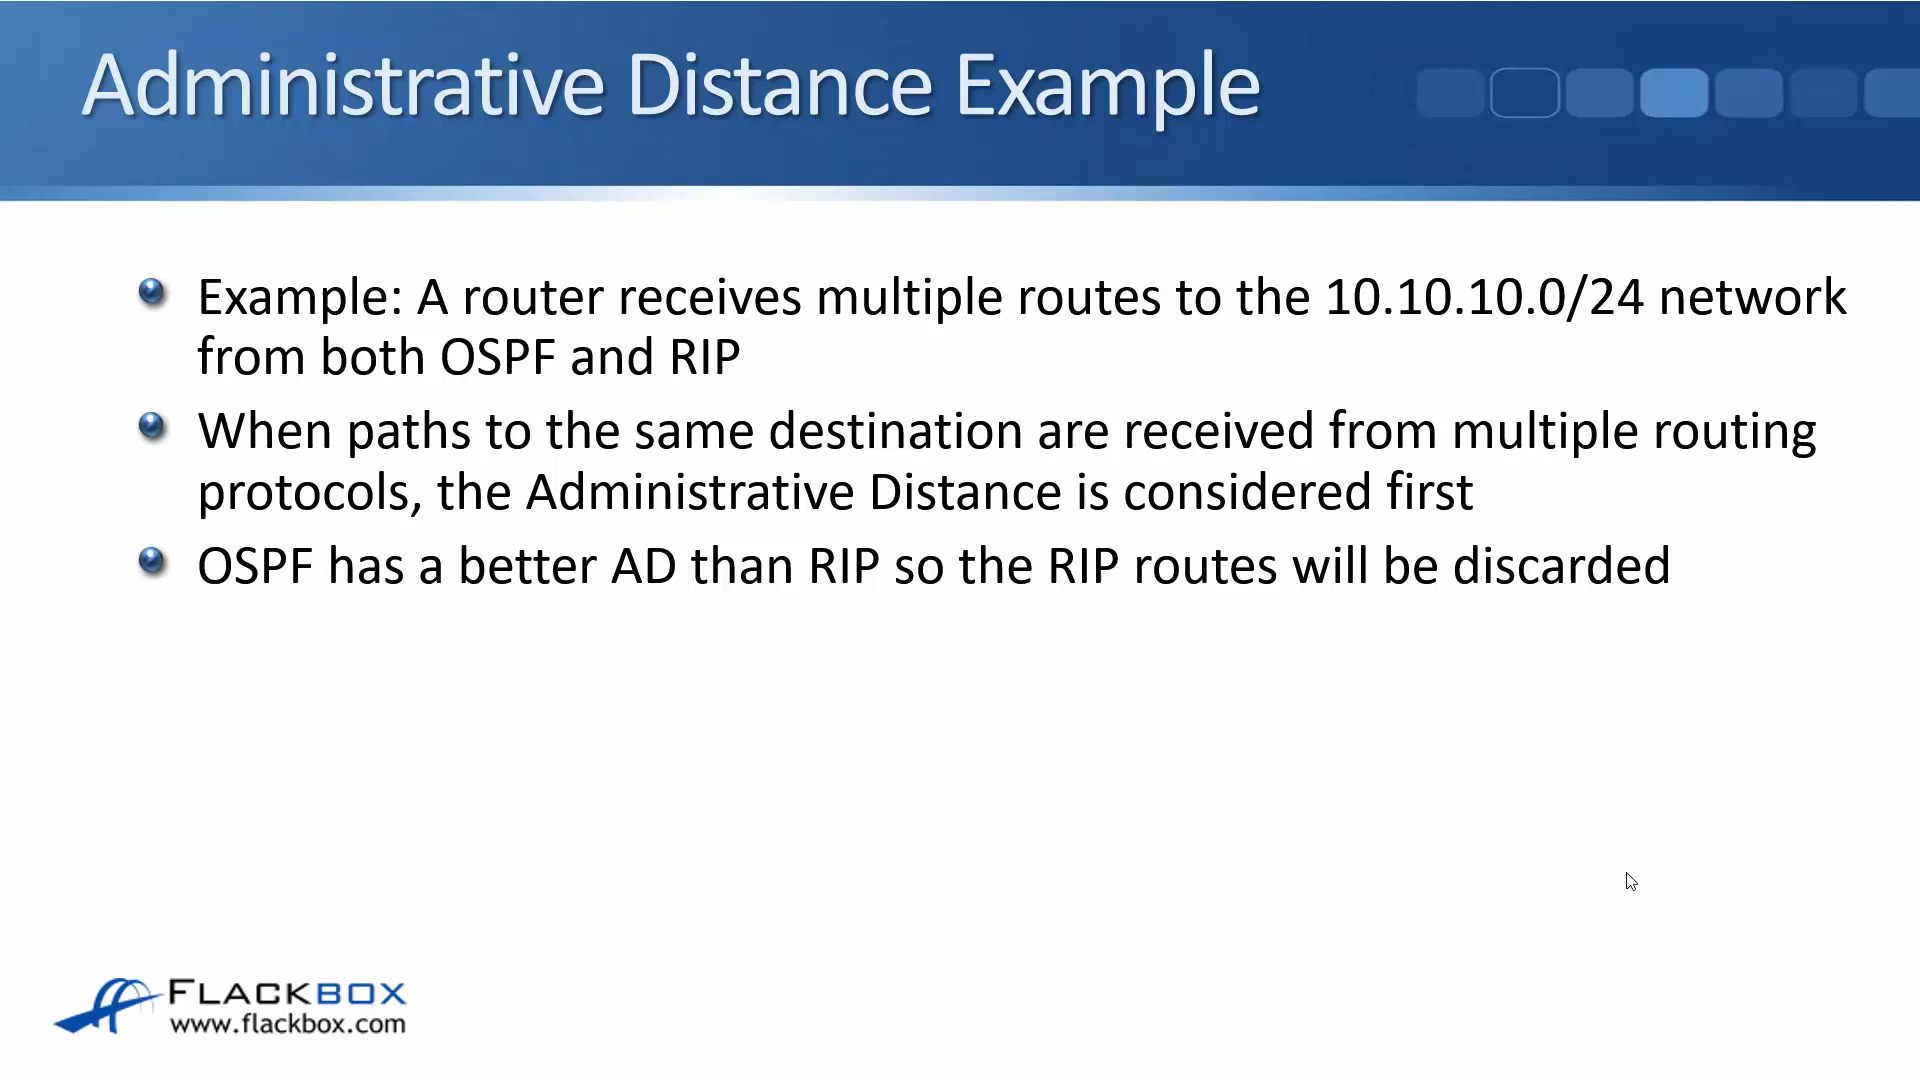 Administrative Distance Example
Example: A router receives multiple routes to the 10.10.10.0/24 network
from both OSPF and RIP
When paths to the same destination are received from multiple routing
protocols, the Administrative Distance is considered first
OSPF has a better AD than RIP so the RIP routes will be discarded
FLACKBOX
www.flackbox.com